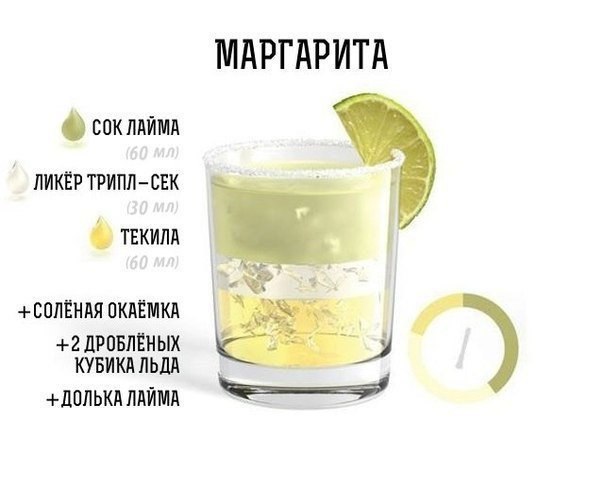 МАРГАРИТА
СОК ЛАЙМА
(60 мл)
ЛИКЁР ТРИПЛ-СЕК
(30 мл)
ТЕКИЛА
(60 мл)
+СОЛЁНАЯ ОКАЁМКА
+2 ДРОБЛЁНЫХ
КУБИКА ЛЬДА
+ДОЛЬКА ЛАЙМА